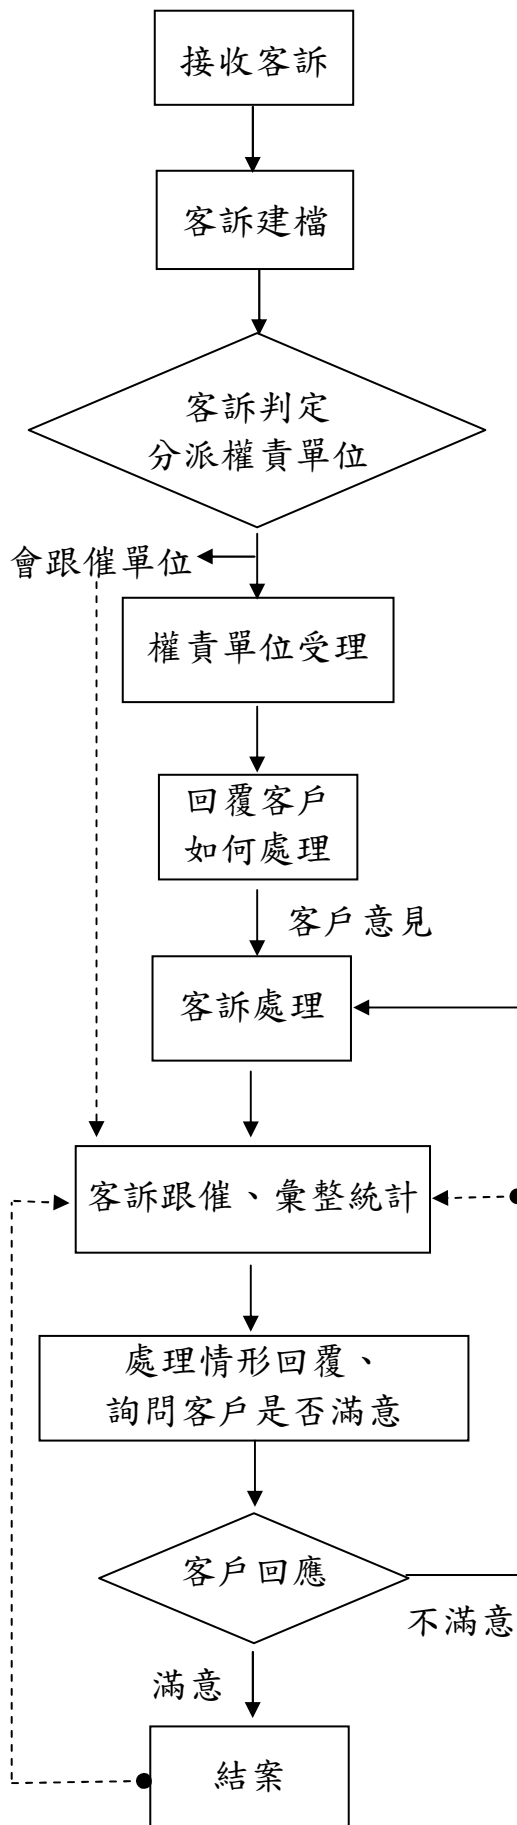 接收客訴
客訴建檔
客訴判定
分派權責單位
會跟催單位
權責單位受理
回覆客戶
如何處理
客戶意見
客訴處理
客訴跟催、彙整統計
處理情形回覆、
詢問客戶是否滿意
客戶回應
不滿意
滿意
結案